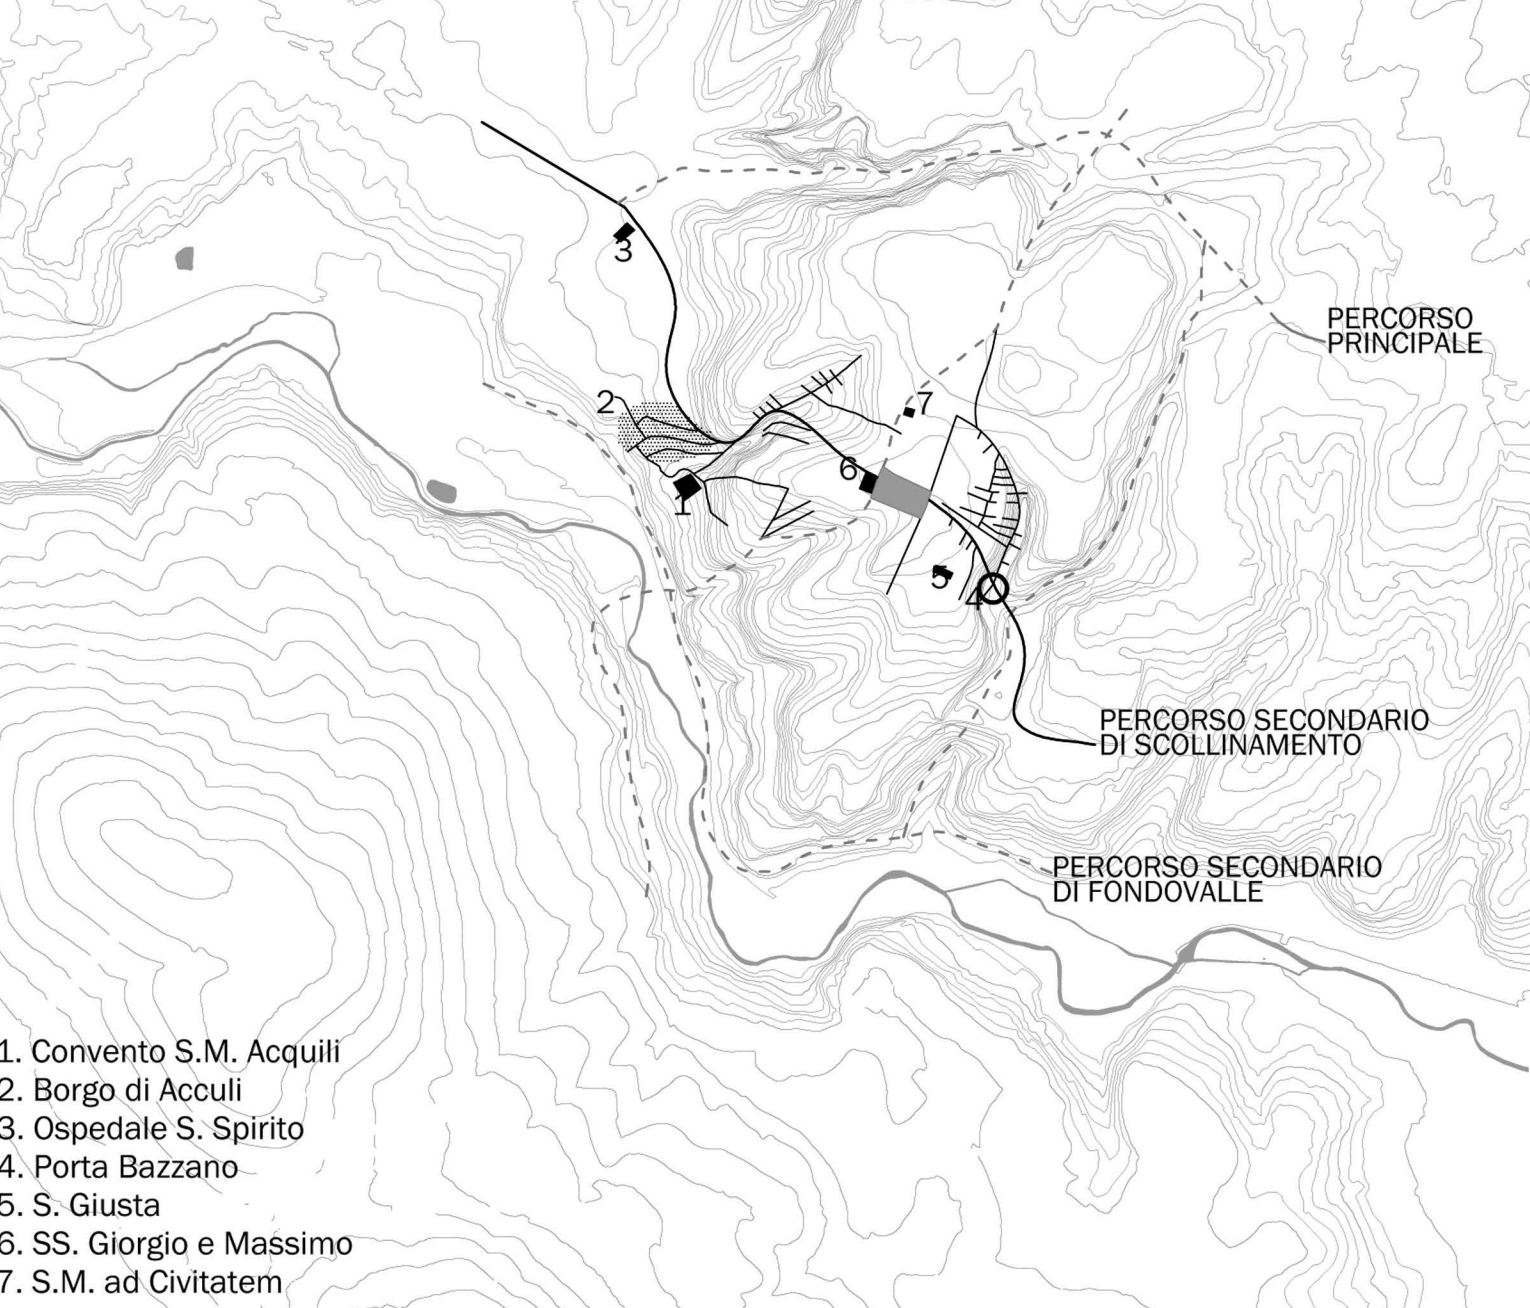 3
PERCORSO
PRINCIPALE
2
7
6
1
5
4
PERCORSO SECONDARIO
DI SCOLLINAMENTO
PERCORSO SECONDARIO
DI FONDOVALLE
1. Convento S.M. Acquili
2. Borgo di Acculi
3. Ospedale S. Spirito
4. Porta Bazzano
5. S. Giusta
6. SS. Giorgio e Massimo
7. S.M. ad Civitatem